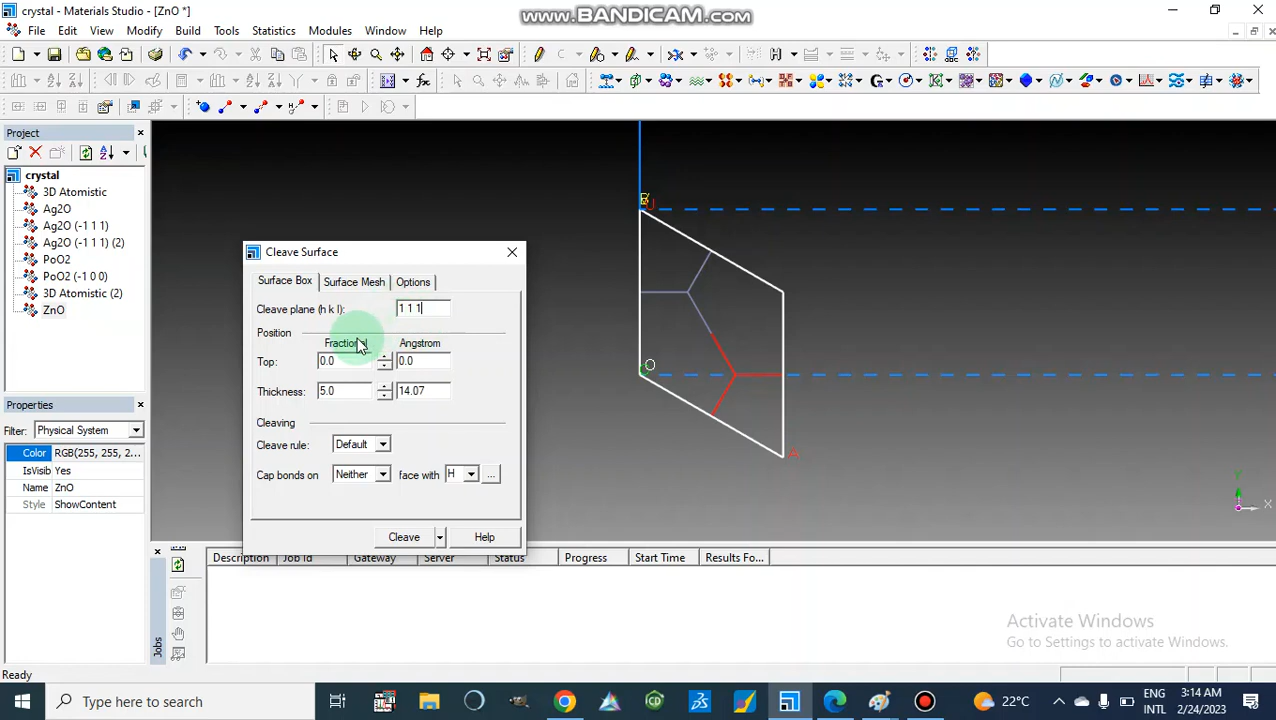 crystal - Materials Studio - [ZnO *]
www.BANDICAM.com
File Edit View Modify Build Tools Statistics Modules Window Help
Project
crystal
3D Atomistic
Ag2O
Ag2O (-1 1 1)
Ag2O (-1 1 1) (2)
PoO2
PoO2 (-1 0 0)
3D Atomistic (2)
ZnO
Cleave Surface
Surface Box Surface Mesh Options
Cleave plane (h k l): 1 1 1
Position
Fractional Angstrom
Top: 0.0 0.0
Thickness: 5.0 14.07
Cleaving
Cleave rule: Default
Cap bonds on Neither face with H ...
Cleave Help
O
A
Y
X
Properties
Filter: Physical System
Color RGB(255, 255, 2...
IsVisib Yes
Name ZnO
Style ShowContent
Jobs
Description Job Id Gateway Server Status Progress Start Time Results Fo...
Activate Windows
Go to Settings to activate Windows.
Ready
Type here to search
22°C
ENG
INTL
3:14 AM
2/24/2023